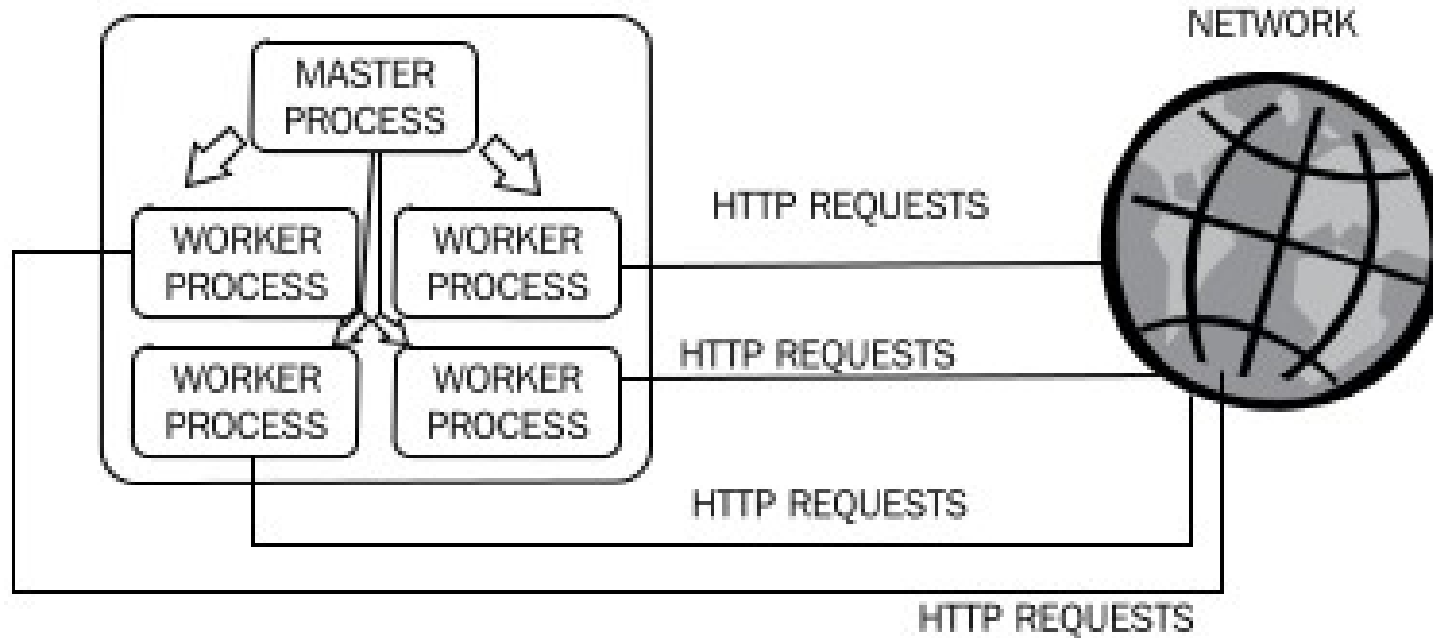 NETWORK
MASTER
PROCESS
HTTP REQUESTS
WORKER
PROCESS
WORKER
PROCESS
HTTP REQUESTS
WORKER
PROCESS
WORKER
PROCESS
HTTP REQUESTS
HTTP REQUESTS